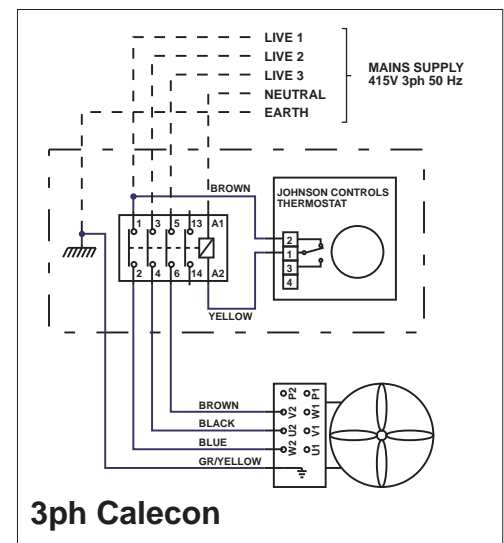 LIVE 1
LIVE 2
LIVE 3
NEUTRAL
EARTH
MAINS SUPPLY
415V 3ph 50 Hz
BROWN
JOHNSON CONTROLS
THERMOSTAT
1 3 5 13 A1
2 4 6 14 A2
2
1
3
4
YELLOW
P2 P1
V2 W1
U2 V1
W2 U1
BROWN
BLACK
BLUE
GR/YELLOW
3ph Calecon